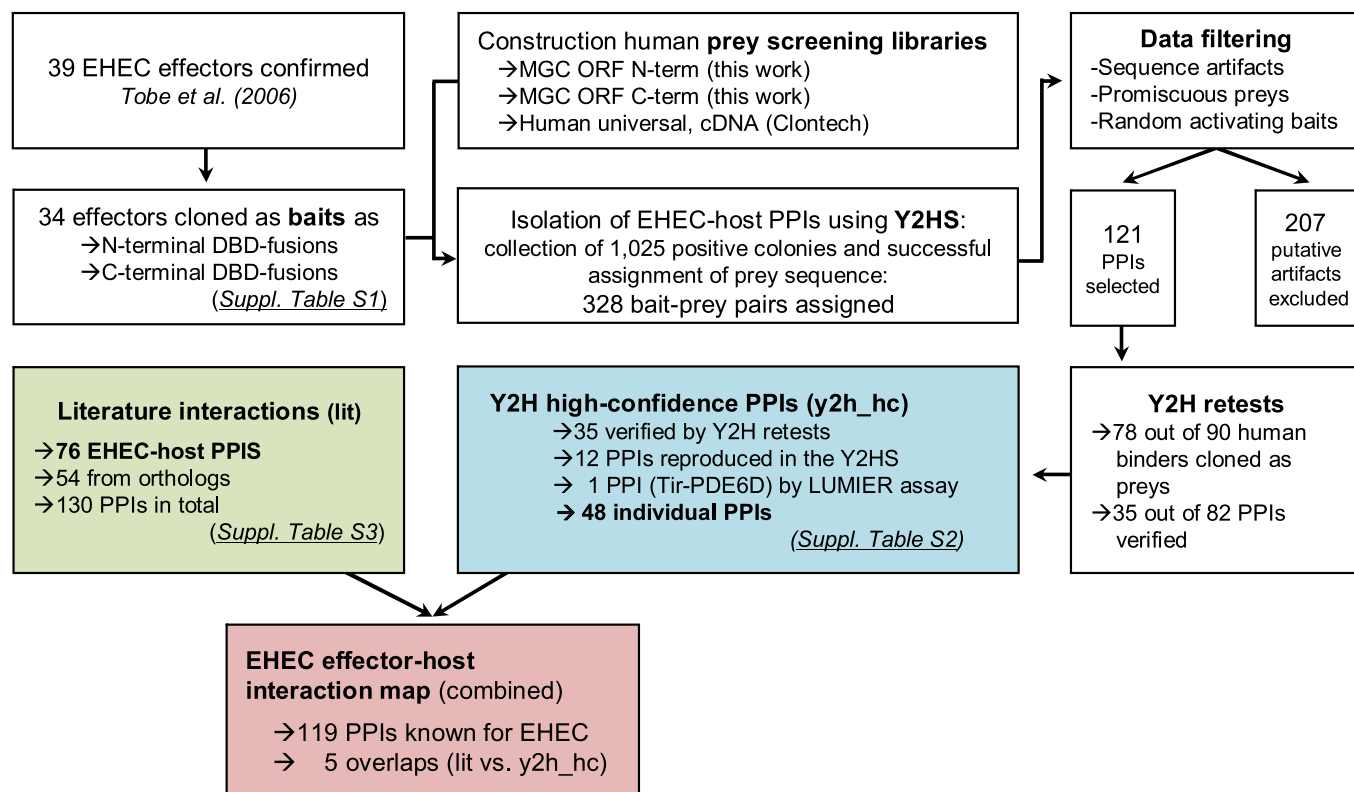 39 EHEC effectors confirmed
Tobe et al. (2006)
34 effectors cloned as baits as
→N-terminal DBD-fusions
→C-terminal DBD-fusions
(Suppl. Table S1)
Construction human prey screening libraries
→MGC ORF N-term (this work)
→MGC ORF C-term (this work)
→Human universal, cDNA (Clontech)
Isolation of EHEC-host PPIs using Y2HS:
collection of 1,025 positive colonies and successful
assignment of prey sequence:
328 bait-prey pairs assigned
Data filtering
-Sequence artifacts
-Promiscuous preys
-Random activating baits
121
PPIs
selected
207
putative
artifacts
excluded
Y2H retests
→78 out of 90 human
binders cloned as
preys
→35 out of 82 PPIs
verified
Y2H high-confidence PPIs (y2h_hc)
→35 verified by Y2H retests
→12 PPIs reproduced in the Y2HS
→ 1 PPI (Tir-PDE6D) by LUMIER assay
→ 48 individual PPIs
(Suppl. Table S2)
Literature interactions (lit)
→76 EHEC-host PPIS
→54 from orthologs
→130 PPIs in total
(Suppl. Table S3)
EHEC effector-host
interaction map (combined)
→119 PPIs known for EHEC
→ 5 overlaps (lit vs. y2h_hc)